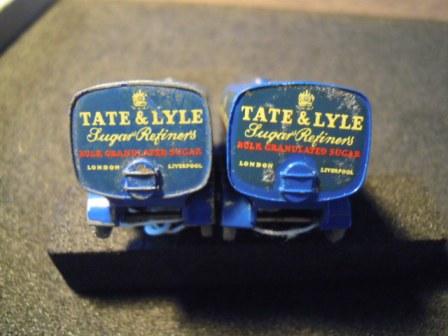 TATE & LYLE
Sugar Refiners
BULK GRANULATED SUGAR
LONDON LIVERPOOL
TATE & LYLE
Sugar Refiners
BULK GRANULATED SUGAR
LONDON LIVERPOOL